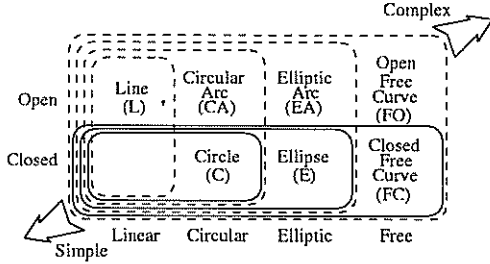 Complex
Open
Line
(L)
Circular
Arc
(CA)
Elliptic
Arc
(EA)
Open
Free
Curve
(FO)
Closed
Circle
(C)
Ellipse
(E)
Closed
Free
Curve
(FC)
Simple
Linear
Circular
Elliptic
Free